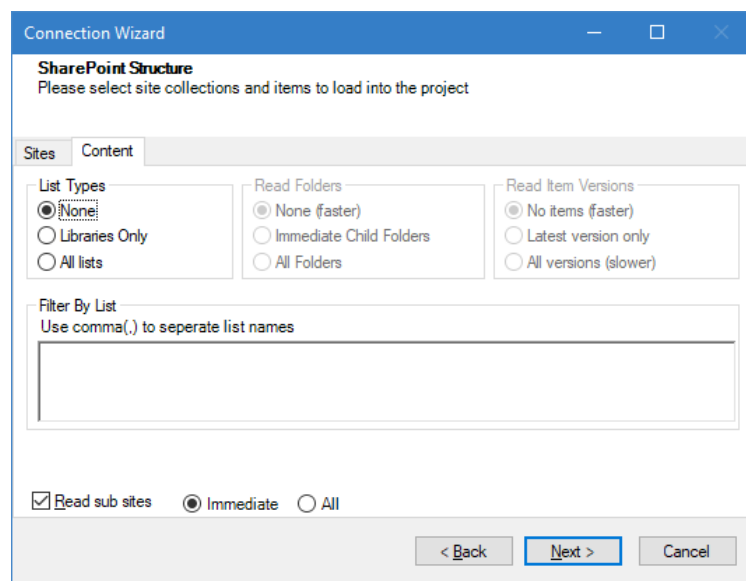 Connection Wizard
SharePoint Structure
Please select site collections and items to load into the project
Sites Content
List Types
None
Libraries Only
All lists
Read Folders
None (faster)
Immediate Child Folders
All Folders
Read Item Versions
No items (faster)
Latest version only
All versions (slower)
Filter By List
Use comma(,) to seperate list names
Read sub sites Immediate All
< Back Next > Cancel